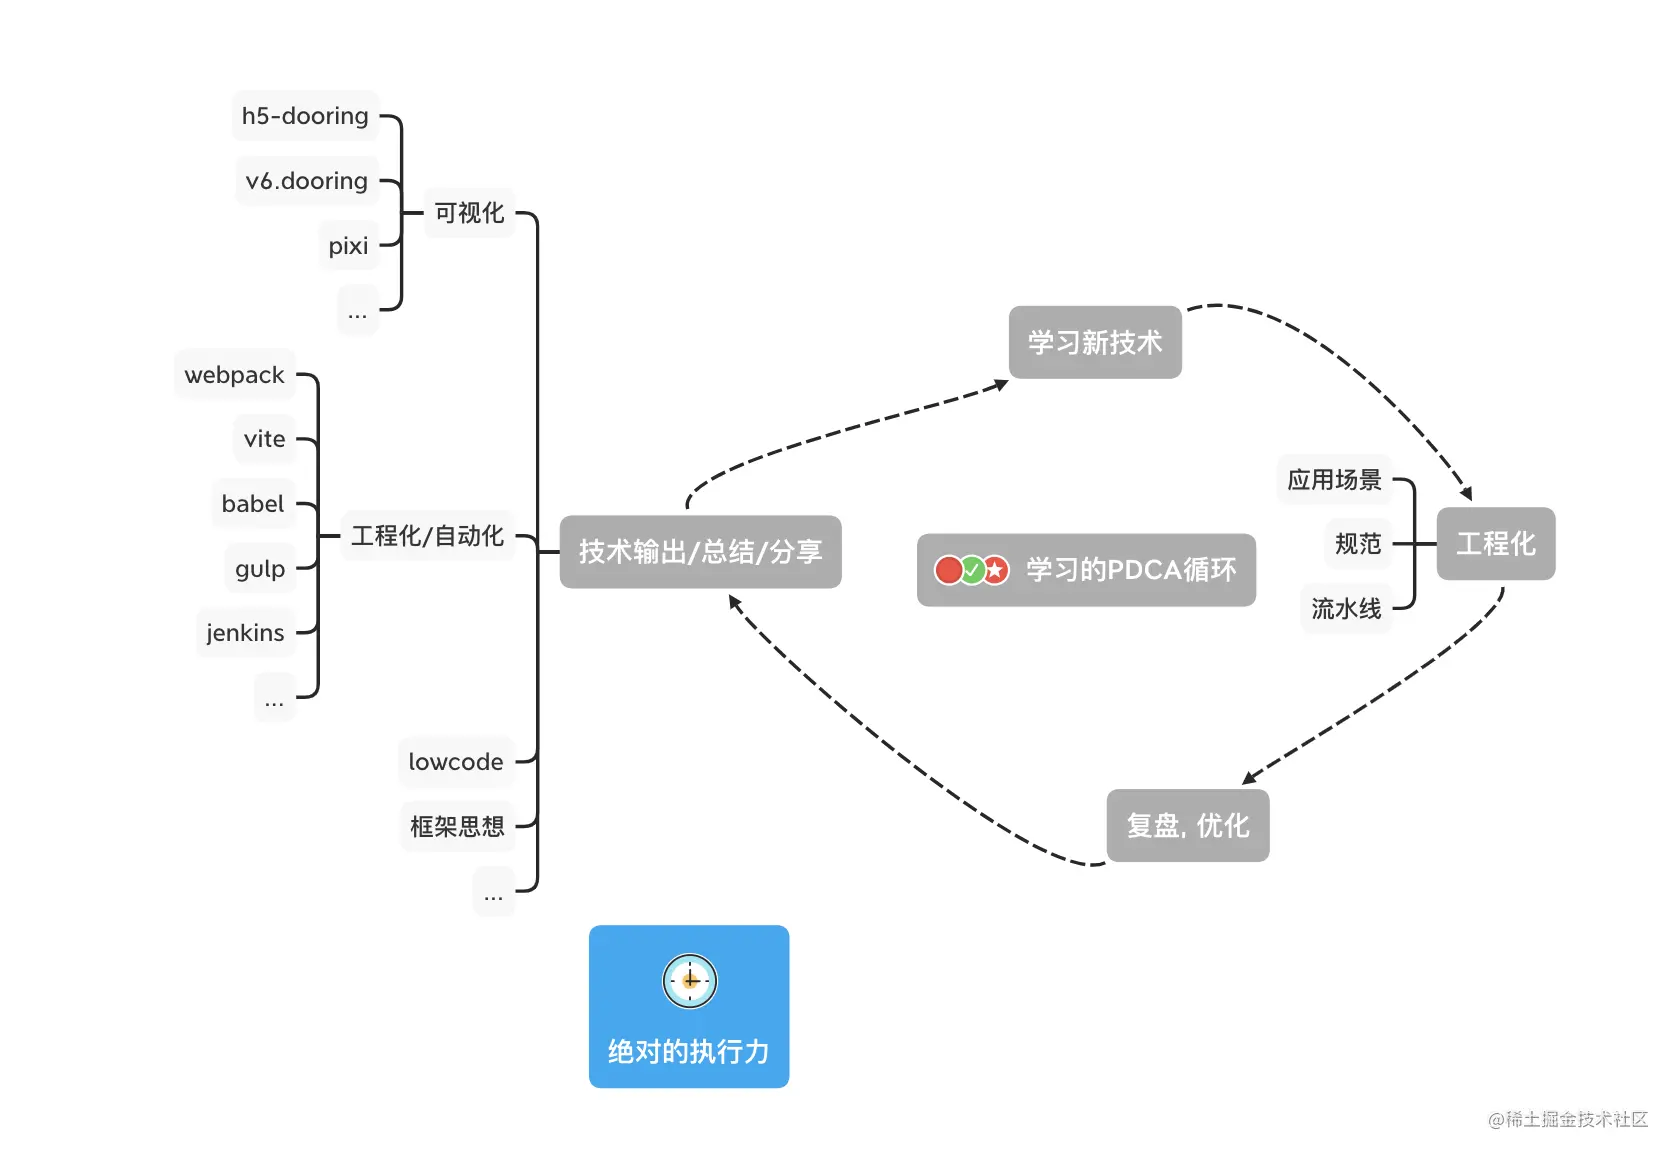 h5-dooring
v6.dooring
pixi
...
可视化
webpack
vite
babel
gulp
jenkins
...
工程化/自动化
lowcode
框架思想
...
技术输出/总结/分享
学习新技术
学习的PDCA循环
应用场景
规范
流水线
工程化
复盘, 优化
绝对的执行力
@稀土掘金技术社区